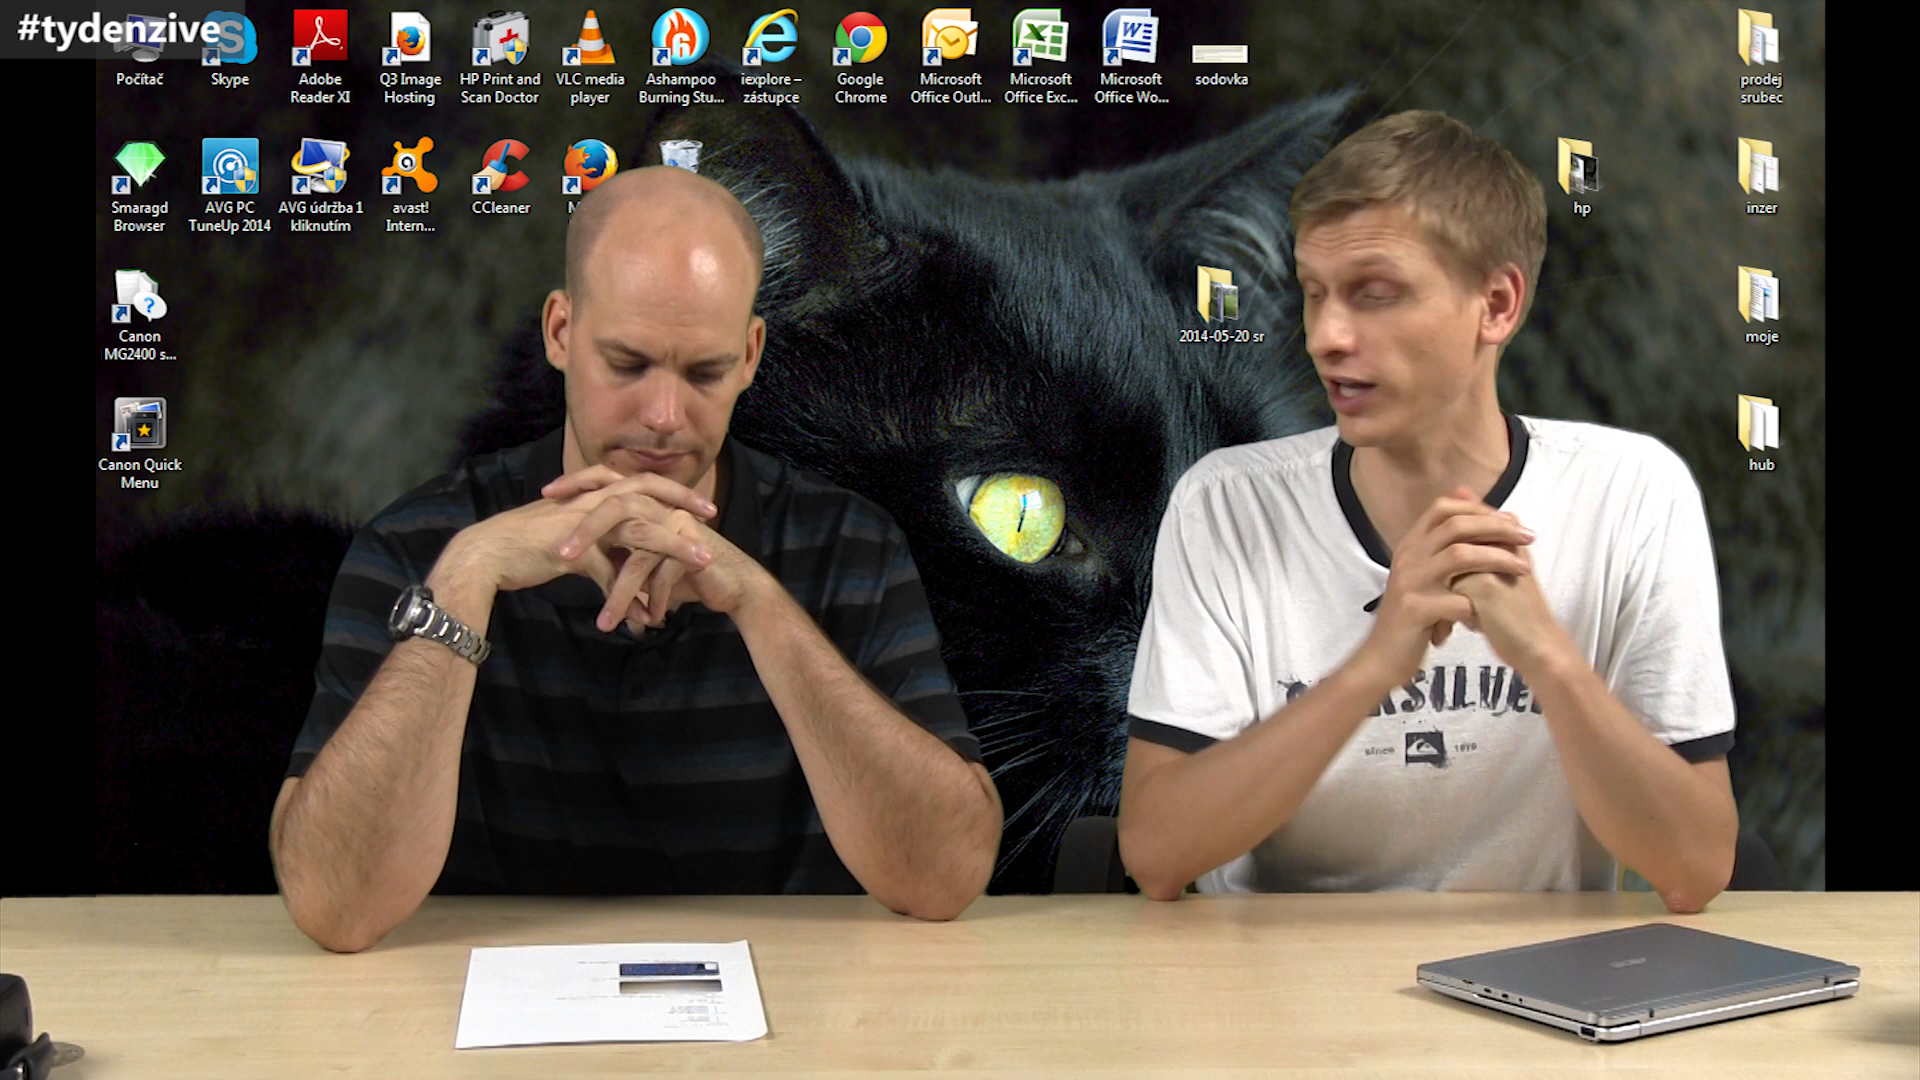 #tydenzive
Počítač
Skype
Adobe
Reader XI
Q3 Image
Hosting
HP Print and
Scan Doctor
VLC media
player
Ashampoo
Burning Stu...
iexplore –
zástupce
Google
Chrome
Microsoft
Office Outl...
Microsoft
Office Exc...
Microsoft
Office Wo...
sodovka
prodej
srubec
Smaragd
Browser
AVG PC
TuneUp 2014
AVG údržba 1
kliknutím
avast!
Intern...
CCleaner
hp
inzer
Canon
MG2400 s...
2014-05-20 sr
moje
Canon Quick
Menu
hub
since